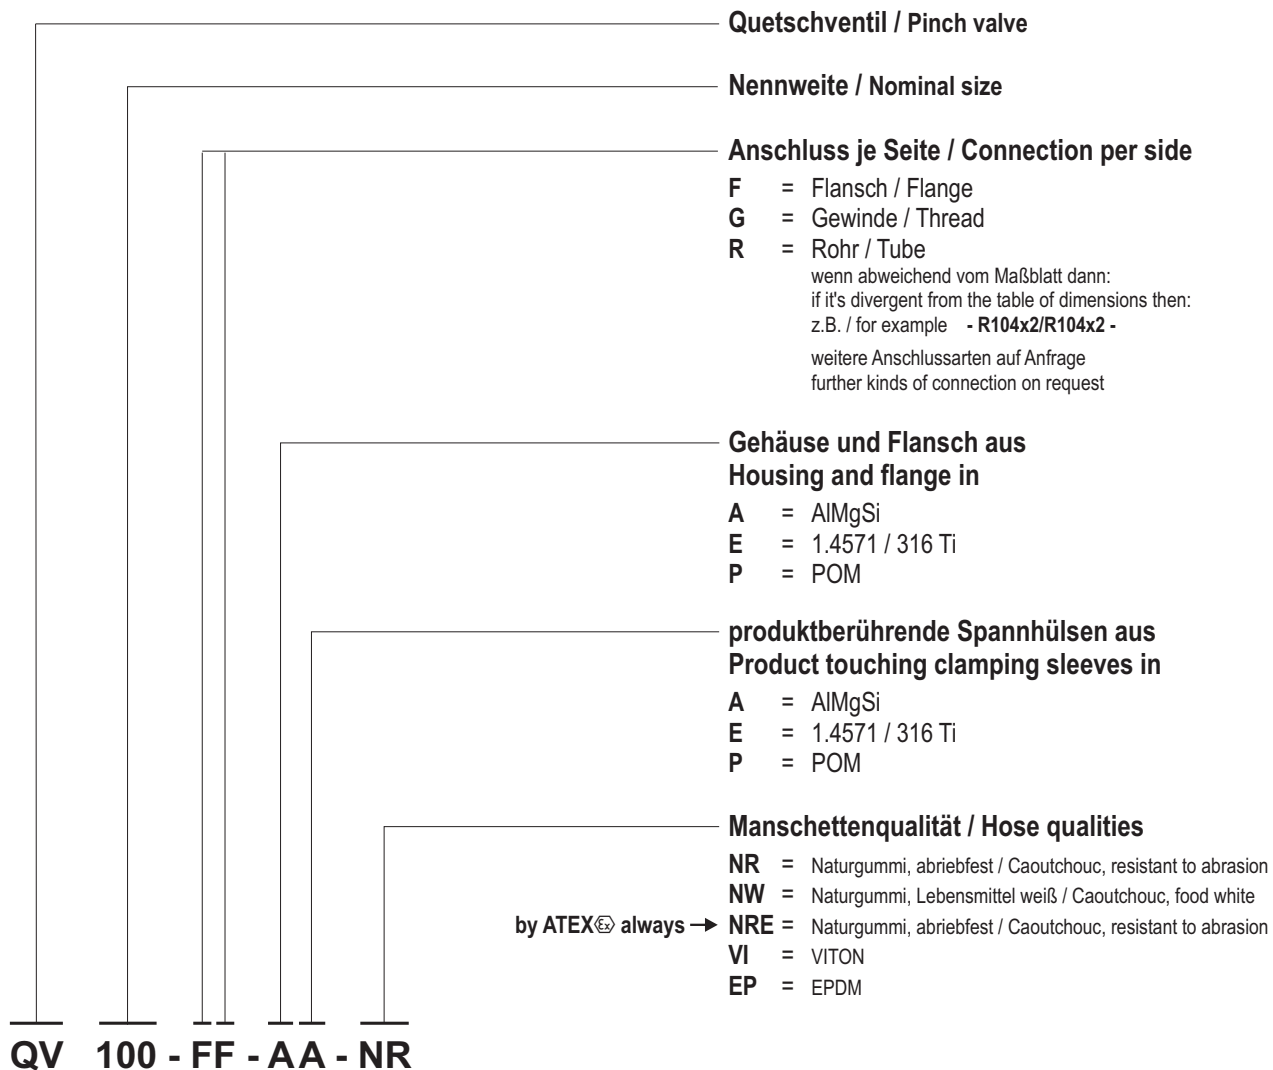 Quetschventil / Pinch valve
Nennweite / Nominal size
Anschluss je Seite / Connection per side
F = Flansch / Flange
G = Gewinde / Thread
R = Rohr / Tube
wenn abweichend vom Maßblatt dann:
if it's divergent from the table of dimensions then:
z.B. / for example - R104x2/R104x2 -
weitere Anschlussarten auf Anfrage
further kinds of connection on request
Gehäuse und Flansch aus
Housing and flange in
A = AlMgSi
E = 1.4571 / 316 Ti
P = POM
produktberührende Spannhülsen aus
Product touching clamping sleeves in
A = AlMgSi
E = 1.4571 / 316 Ti
P = POM
Manschettenqualität / Hose qualities
NR = Naturgummi, abriebfest / Caoutchouc, resistant to abrasion
NW = Naturgummi, Lebensmittel weiß / Caoutchouc, food white
by ATEX Ex always → NRE = Naturgummi, abriebfest / Caoutchouc, resistant to abrasion
VI = VITON
EP = EPDM
QV 100 - FF - AA - NR